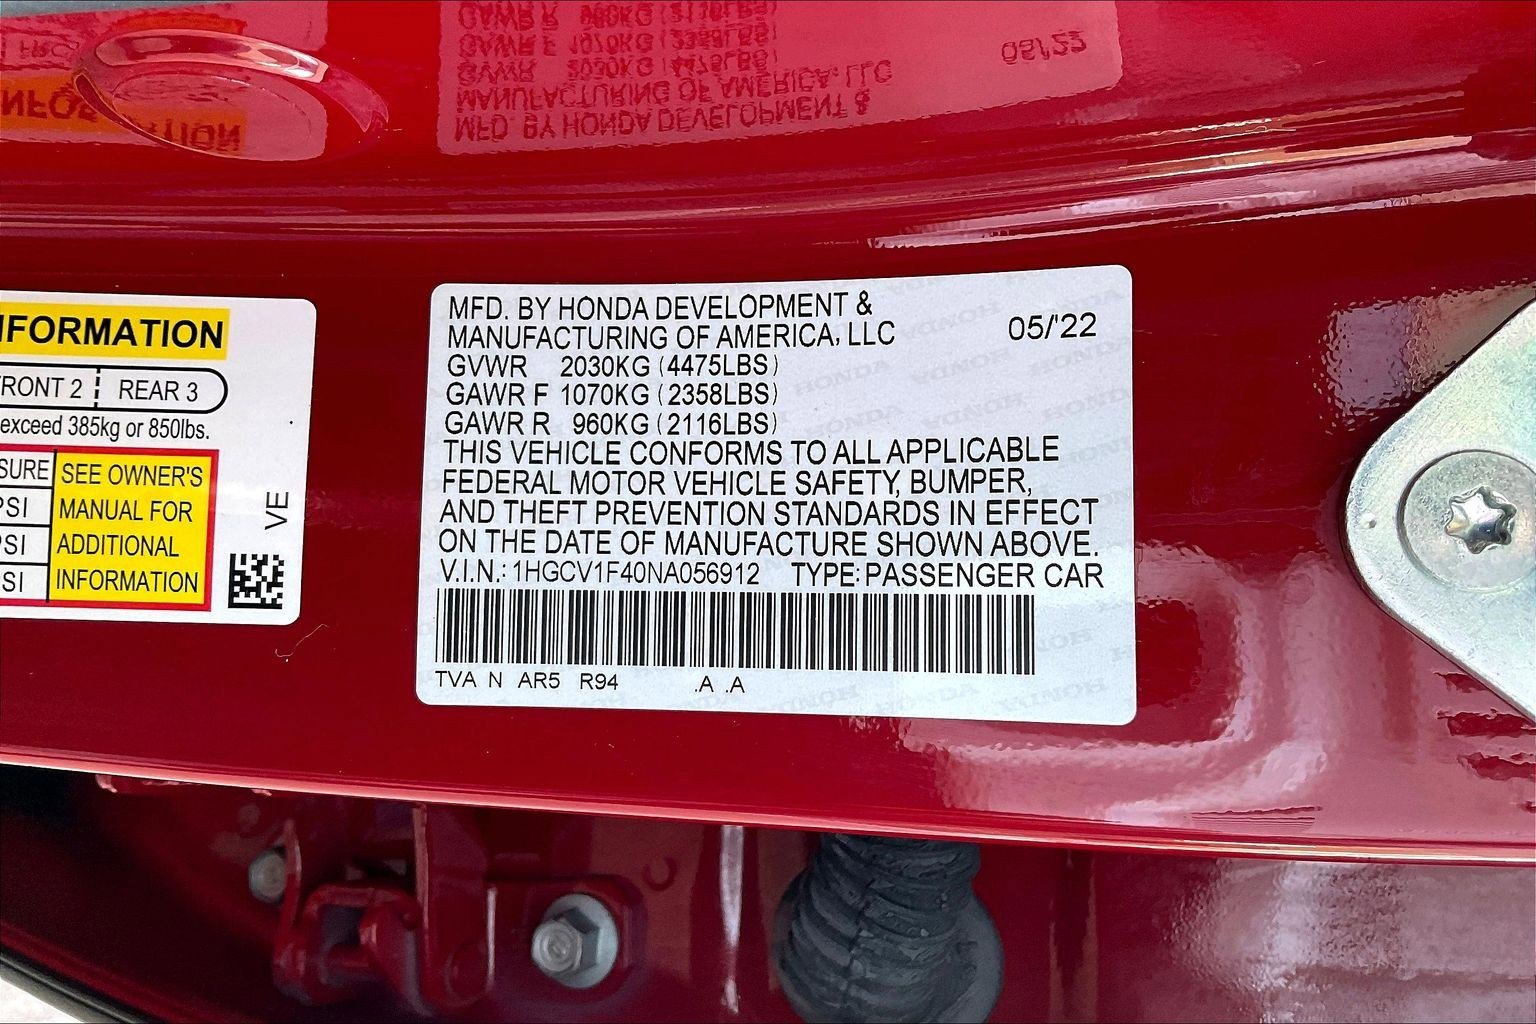 MFD. BY HONDA DEVELOPMENT &
MANUFACTURING OF AMERICA, LLC
05/'22
GVWR 2030KG (4475LBS)
GAWR F 1070KG (2358LBS)
GAWR R 960KG (2116LBS)
THIS VEHICLE CONFORMS TO ALL APPLICABLE
FEDERAL MOTOR VEHICLE SAFETY, BUMPER,
AND THEFT PREVENTION STANDARDS IN EFFECT
ON THE DATE OF MANUFACTURE SHOWN ABOVE.
V.I.N.: 1HGCV1F40NA056912 TYPE: PASSENGER CAR
TVA N AR5 R94 .A .A
NFORMATION
FRONT 2 REAR 3
exceed 385kg or 850lbs.
SURE
PSI
PSI
SI
SEE OWNER'S
MANUAL FOR
ADDITIONAL
INFORMATION
VE